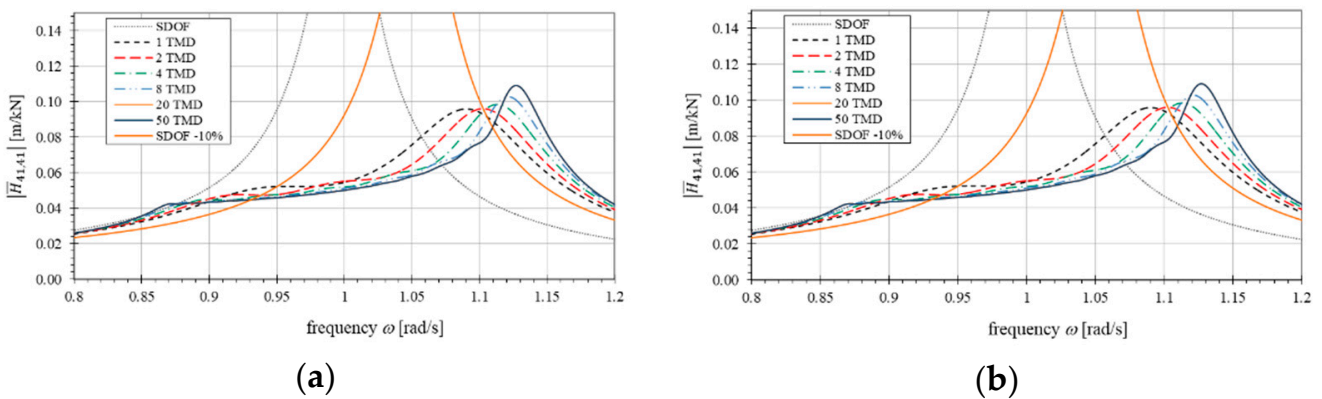 0.14
0.12
0.10
0.08
0.06
0.04
0.02
0.00
|H̅41,41| [m/kN]
SDOF
1 TMD
2 TMD
4 TMD
8 TMD
20 TMD
50 TMD
SDOF -10%
0.8 0.85 0.9 0.95 1 1.05 1.1 1.15 1.2
frequency ω [rad/s]
(a)
0.14
0.12
0.10
0.08
0.06
0.04
0.02
0.00
|H̅41,41| [m/kN]
SDOF
1 TMD
2 TMD
4 TMD
8 TMD
20 TMD
50 TMD
SDOF -10%
0.8 0.85 0.9 0.95 1 1.05 1.1 1.15 1.2
frequency ω [rad/s]
(b)